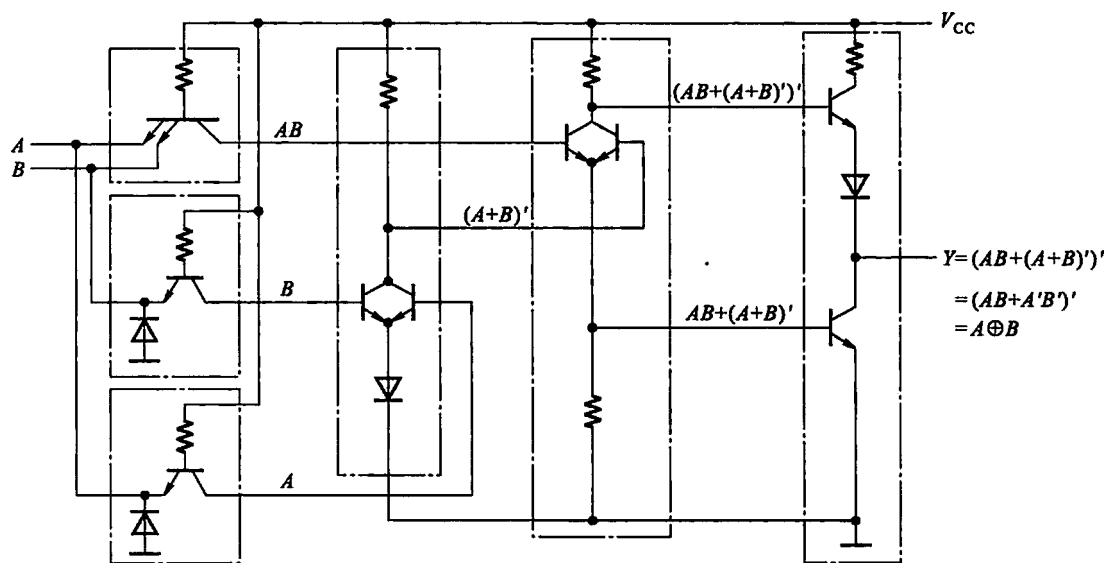 V_CC
(AB+(A+B)')'
A
AB
B
(A+B)'
Y=(AB+(A+B)')'
B
AB+(A+B)'
=(AB+A'B')'
=A⊕B
A